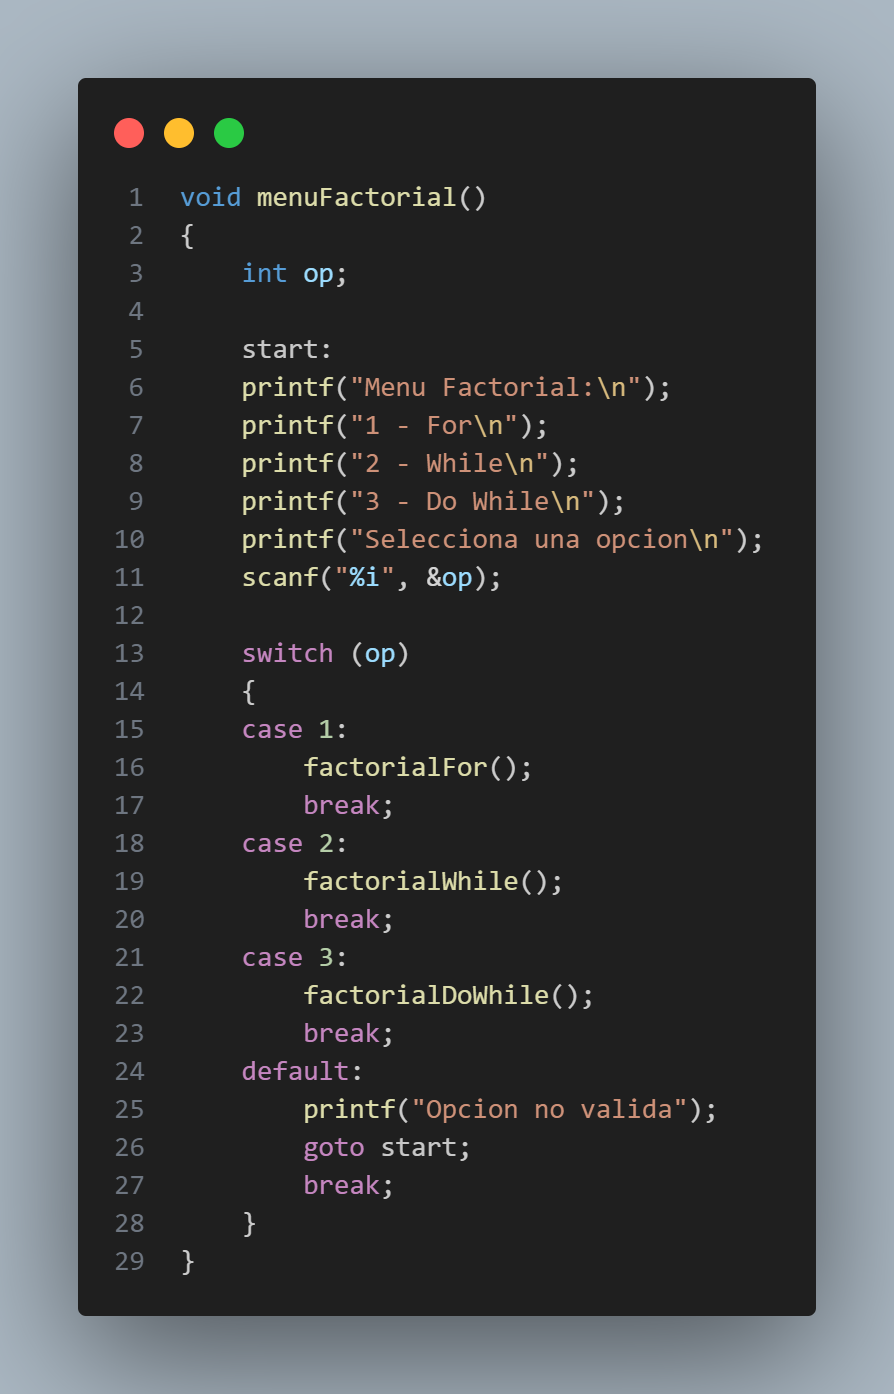 1 void menuFactorial()
2 {
3     int op;
4
5     start:
6     printf("Menu Factorial:\n");
7     printf("1 - For\n");
8     printf("2 - While\n");
9     printf("3 - Do While\n");
10     printf("Selecciona una opcion\n");
11     scanf("%i", &op);
12
13     switch (op)
14     {
15     case 1:
16         factorialFor();
17         break;
18     case 2:
19         factorialWhile();
20         break;
21     case 3:
22         factorialDoWhile();
23         break;
24     default:
25         printf("Opcion no valida");
26         goto start;
27         break;
28     }
29 }